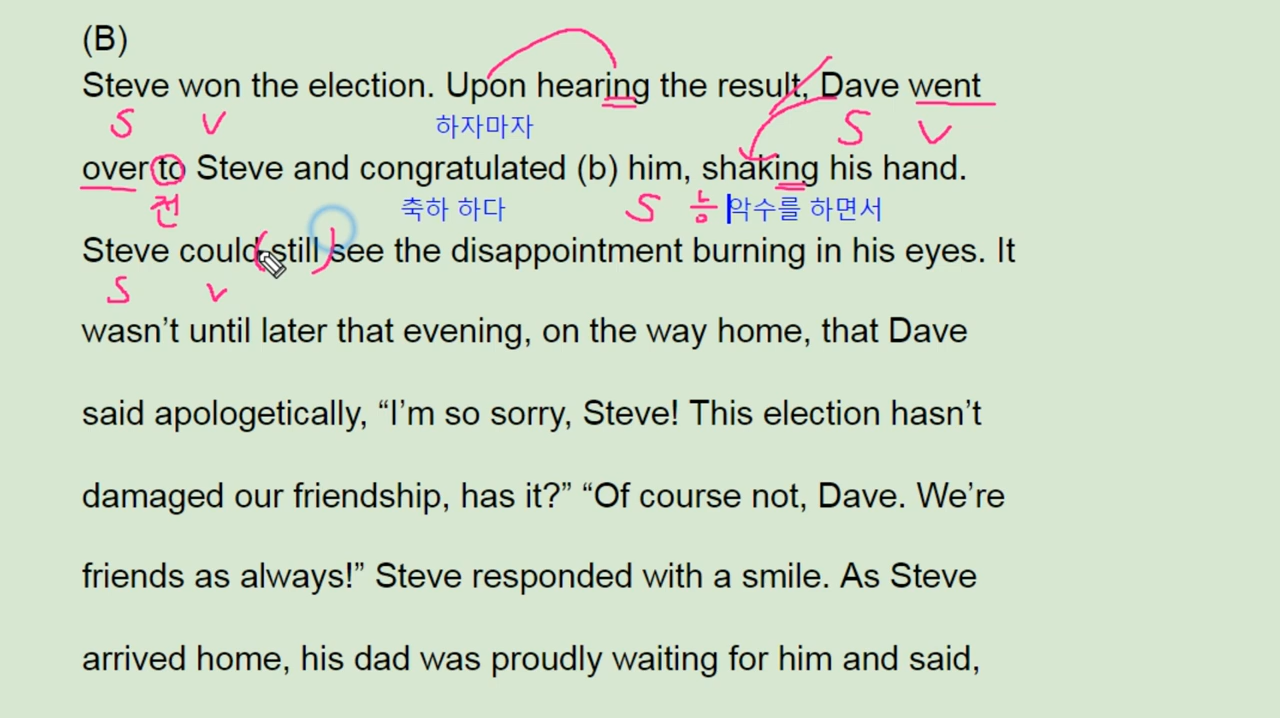 (B)
Steve won the election. Upon hearing the result, Dave went
S V 하자마자 S V
over to Steve and congratulated (b) him, shaking his hand.
전 축하 하다 S 능 악수를 하면서
Steve could (still) see the disappointment burning in his eyes. It
S V
wasn’t until later that evening, on the way home, that Dave
said apologetically, “I’m so sorry, Steve! This election hasn’t
damaged our friendship, has it?” “Of course not, Dave. We’re
friends as always!” Steve responded with a smile. As Steve
arrived home, his dad was proudly waiting for him and said,